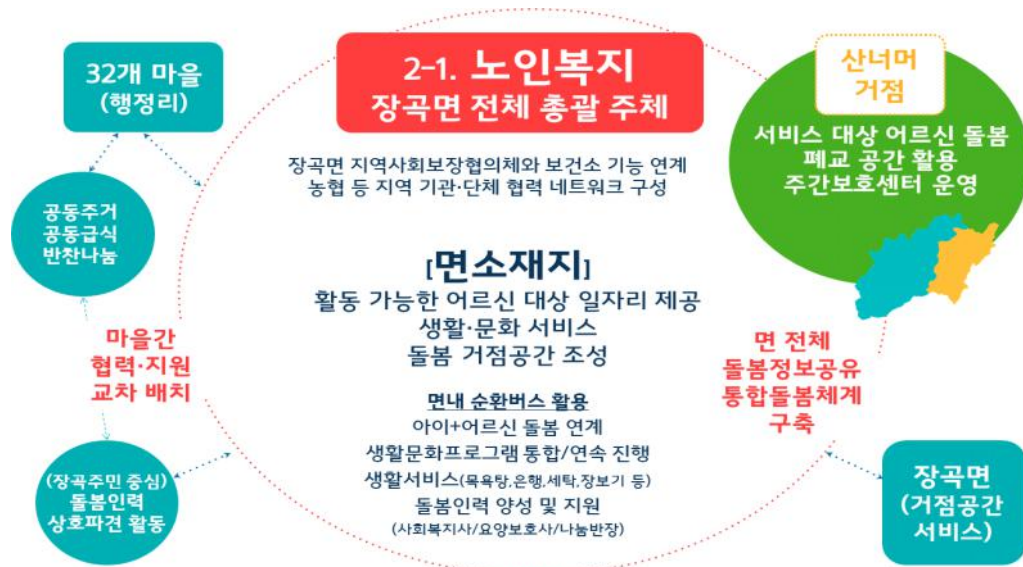 32개 마을
(행정리)
2-1. 노인복지
장곡면 전체 총괄 주체
산너머
거점
서비스 대상 어르신 돌봄
폐교 공간 활용
주간보호센터 운영
장곡면 지역사회보장협의체와 보건소 기능 연계
농협 등 지역 기관·단체 협력 네트워크 구성
공동주거
공동급식
반찬나눔
[면소재지]
활동 가능한 어르신 대상 일자리 제공
생활·문화 서비스
돌봄 거점공간 조성
마을간
협력·지원
교차 배치
면 전체
돌봄정보공유
통합돌봄체계
구축
면내 순환버스 활용
아이+어르신 돌봄 연계
생활문화프로그램 통합/연속 진행
생활서비스(목욕탕,은행,세탁,장보기 등)
돌봄인력 양성 및 지원
(사회복지사/요양보호사/나눔반장)
(장곡주민 중심)
돌봄인력
상호파견 활동
장곡면
(거점공간
서비스)